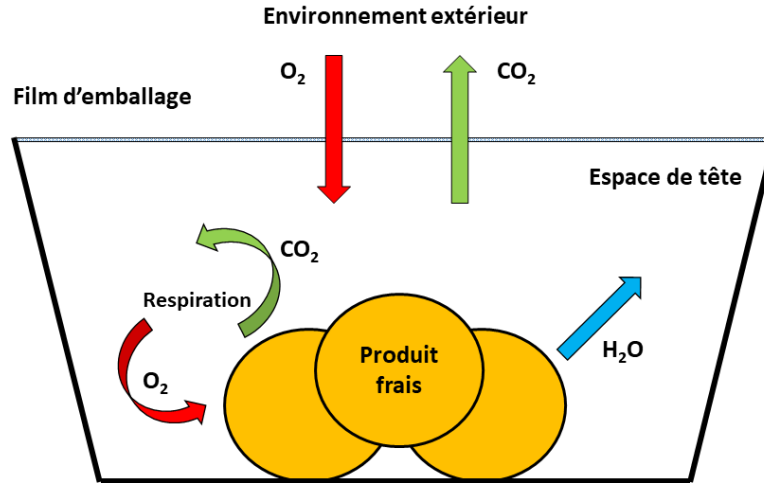 Environnement extérieur
O₂
CO₂
Film d’emballage
Espace de tête
CO₂
Respiration
O₂
Produit
frais
H₂O